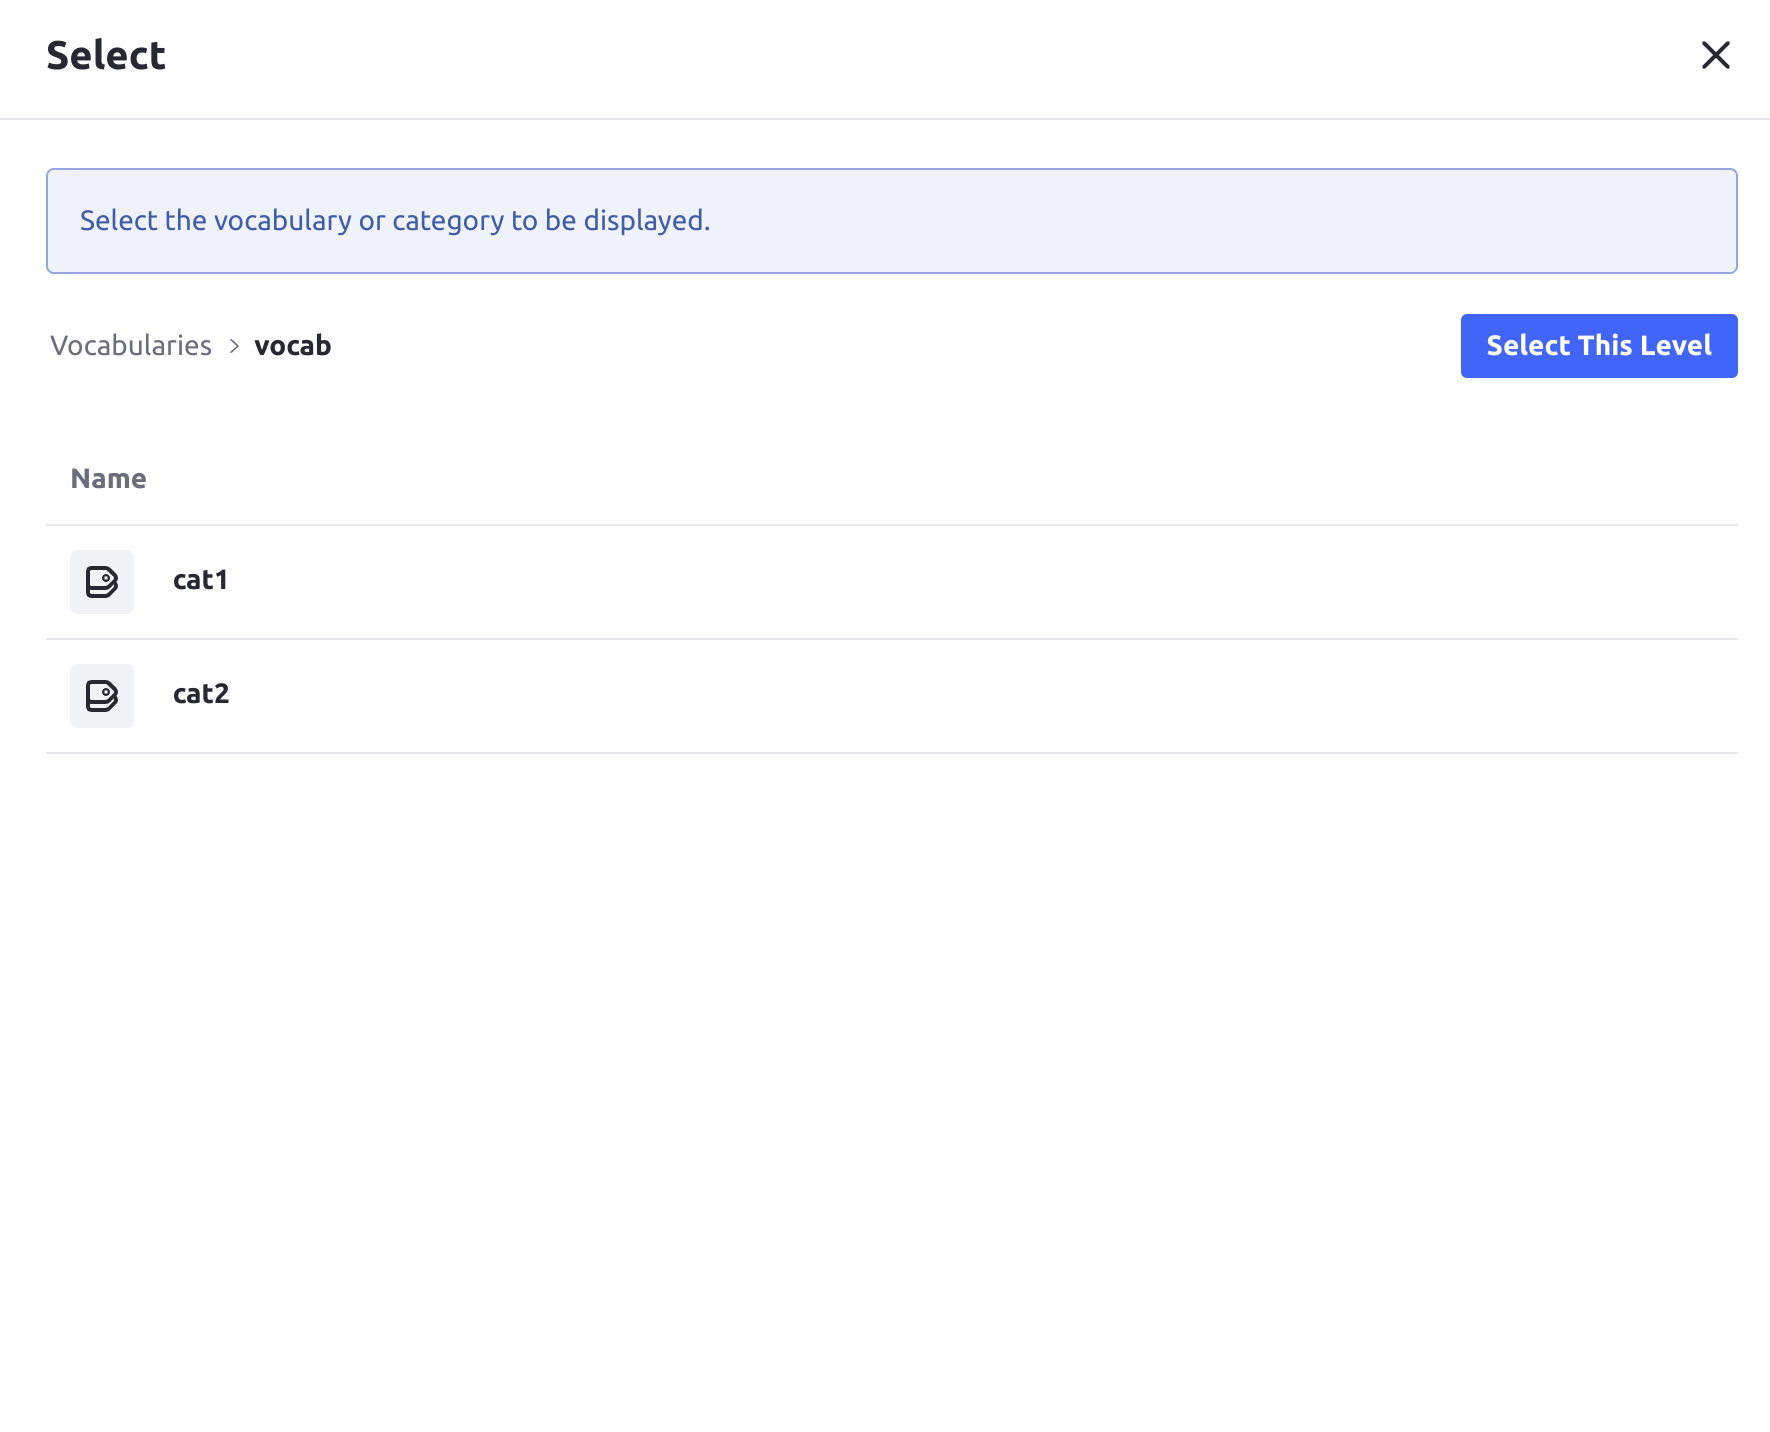 Select
Select the vocabulary or category to be displayed.
Vocabularies > vocab
Select This Level
Name
cat1
cat2